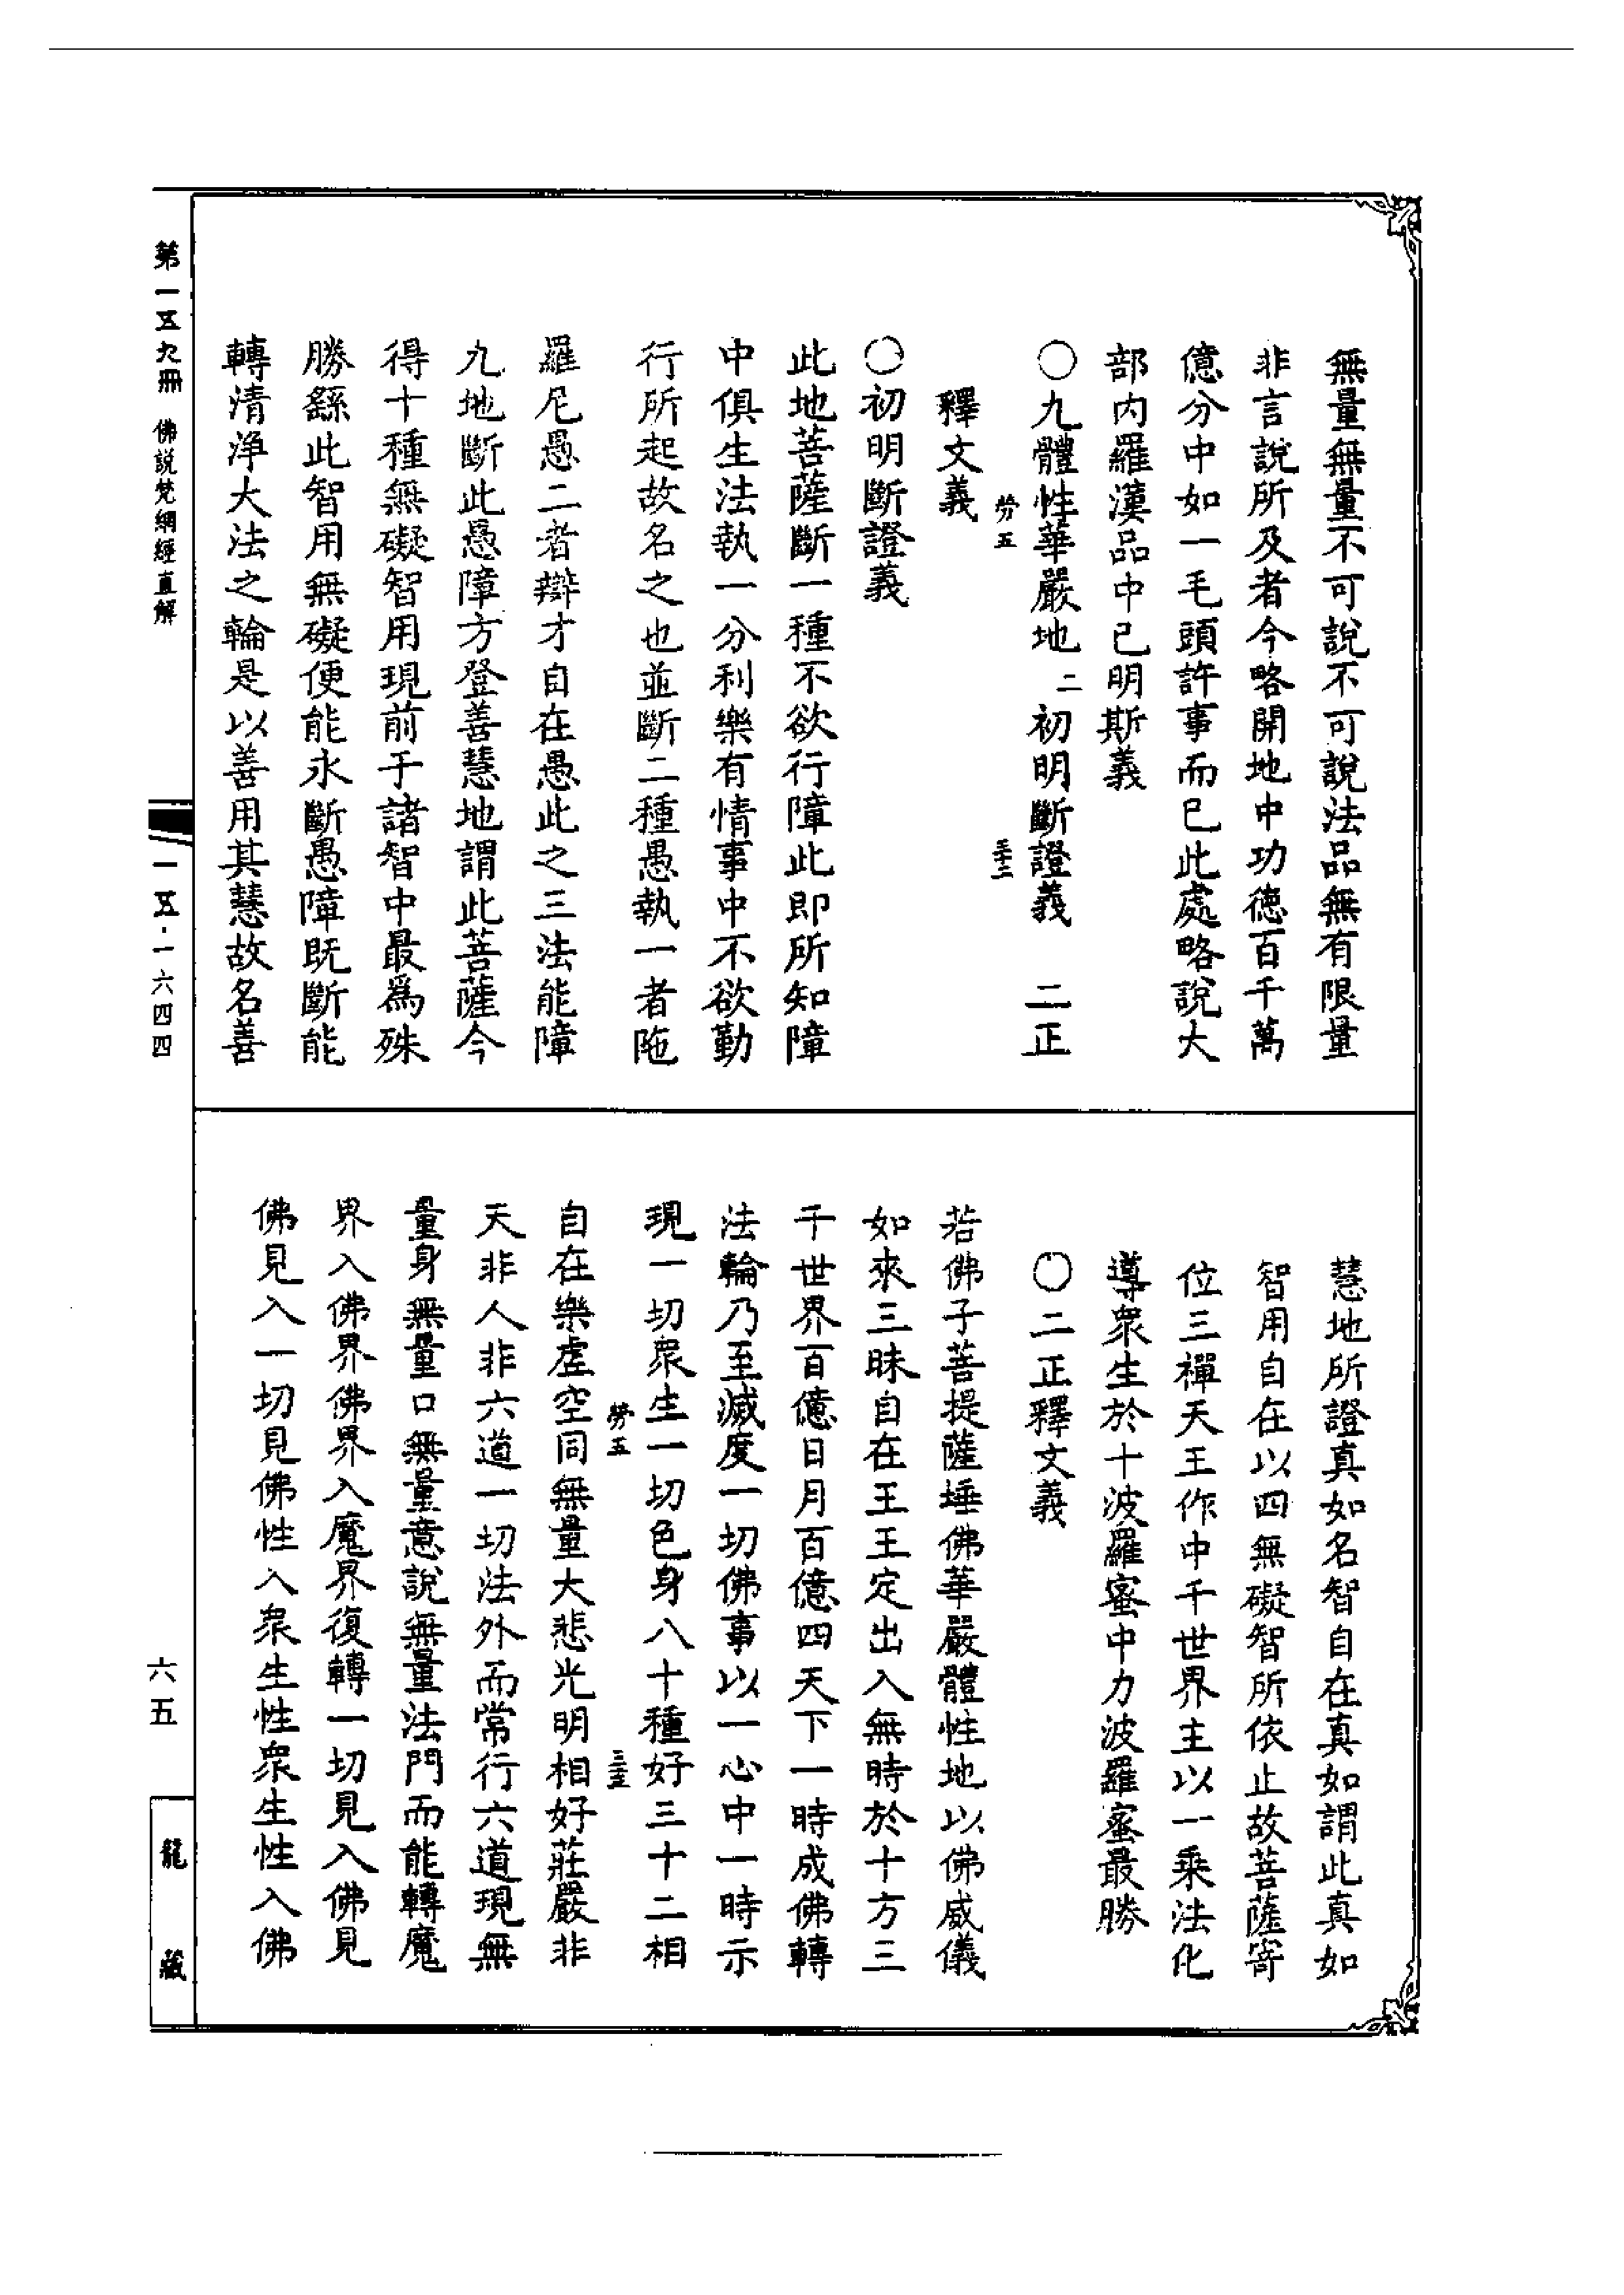 無量無量不可說不可說法品無有限量
非言說所及者今略開地中功德百千萬
億分中如一毛頭許事而已此處略說大
部內羅漢品中已明斯義
〇九體性華嚴地二 初明斷證義 二正
勞五 三十三
釋文義
〇初明斷證義
此地菩薩斷一種不欲行障此即所知障
中俱生法執一分利樂有情事中不欲勤
行所起故名之也並斷二種愚執一者陁
羅尼愚二者辯才自在愚此之三法能障
九地斷此愚障方登善慧地謂此菩薩今
得十種無礙智用現前于諸智中最為殊
勝繇此智用無礙便能永斷愚障既斷能
轉清淨大法之輪是以善用其慧故名善
慧地所證真如名智自在真如謂此真如
智用自在以四無礙智所依止故菩薩寄
位三禪天王作中千世界主以一乘法化
導眾生於十波羅蜜中力波羅蜜最勝
〇二正釋文義
若佛子菩提薩埵佛華嚴體性地以佛威儀
如來三昧自在王王定出入無時於十方三
千世界百億日月百億四天下一時成佛轉
法輪乃至滅度一切佛事以一心中一時示
現一切眾生一切色身八十種好三十二相
勞五
自在樂虛空同無量大悲光明相好莊嚴非
天非人非六道一切法外而常行六道現無
量身無量口無量意說無量法門而能轉魔
界入佛界佛界入魔界復轉一切見入佛見
佛見入一切見佛性入眾生性眾生性入佛
第一五九冊 佛說梵網經直解
一五·一六四四
六五
龍藏